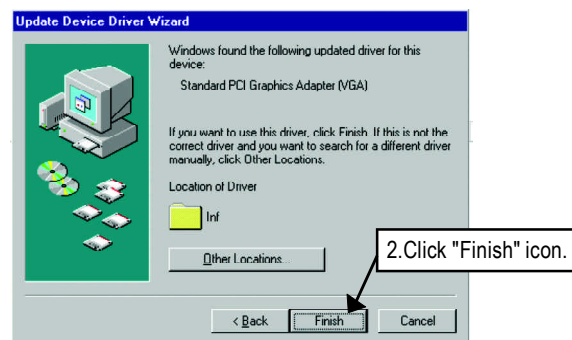 Update Device Driver Wizard
Windows found the following updated driver for this
device:
Standard PCI Graphics Adapter (VGA)
If you want to use this driver, click Finish. If this is not the
correct driver and you want to search for a different driver
manually, click Other Locations.
Location of Driver
Inf
Other Locations...
2.Click "Finish" icon.
< Back
Finish
Cancel